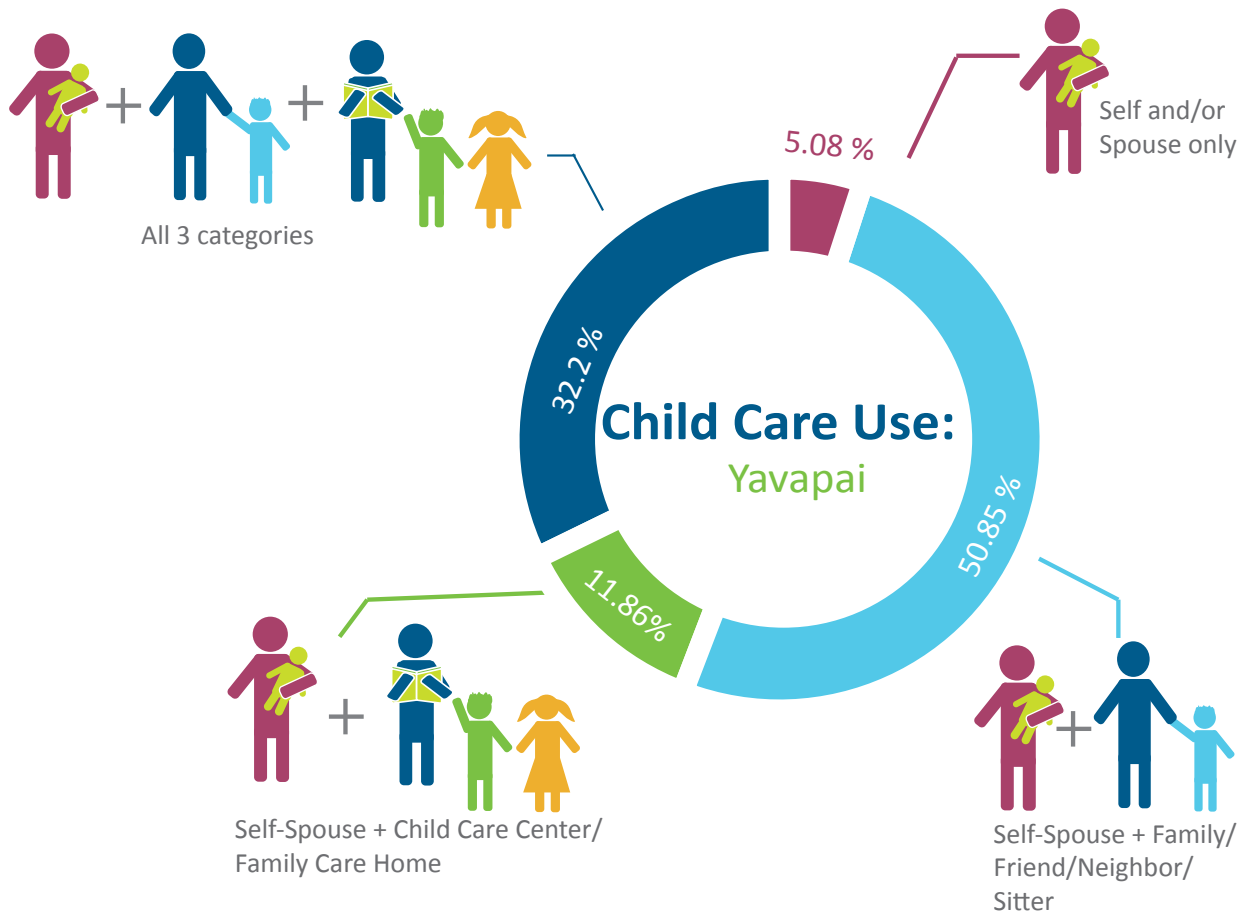 5.08 %
Self and/or
Spouse only
All 3 categories
32.2 %
Child Care Use:
Yavapai
50.85 %
11.86%
Self-Spouse + Child Care Center/
Family Care Home
Self-Spouse + Family/
Friend/Neighbor/
Sitter